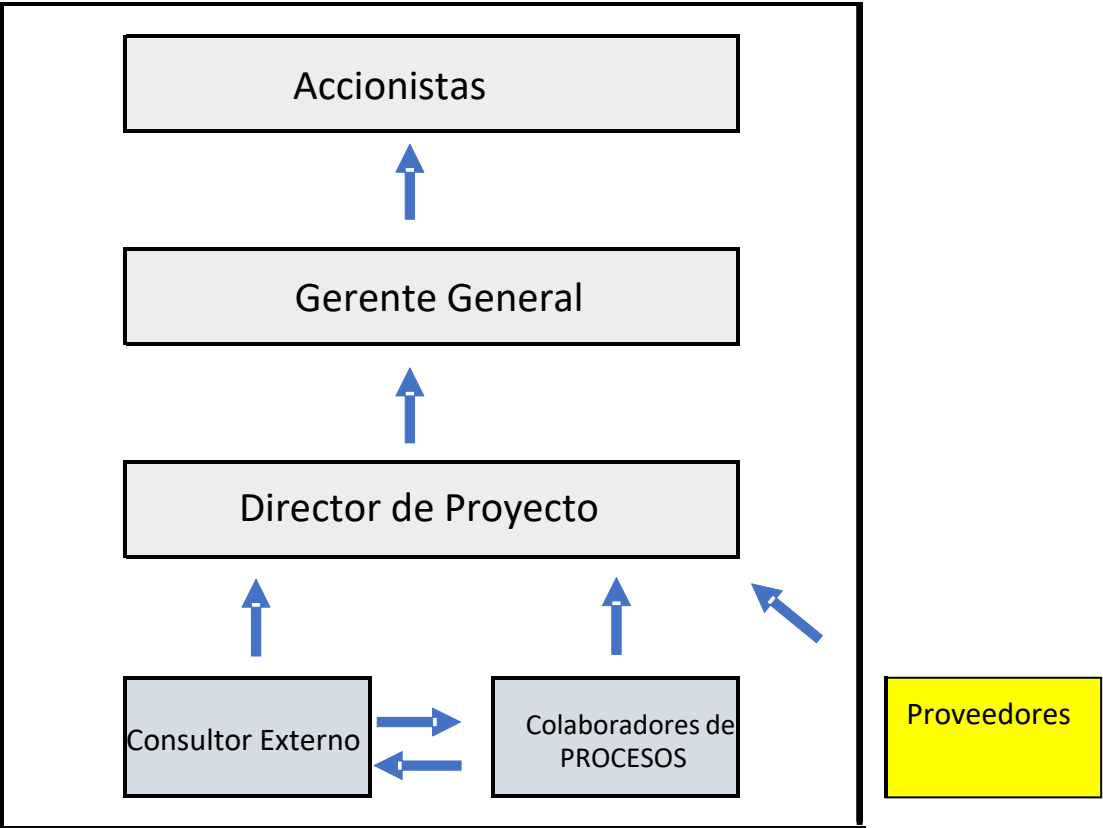 Accionistas
Gerente General
Director de Proyecto
Consultor Externo
Colaboradores de
PROCESOS
Proveedores